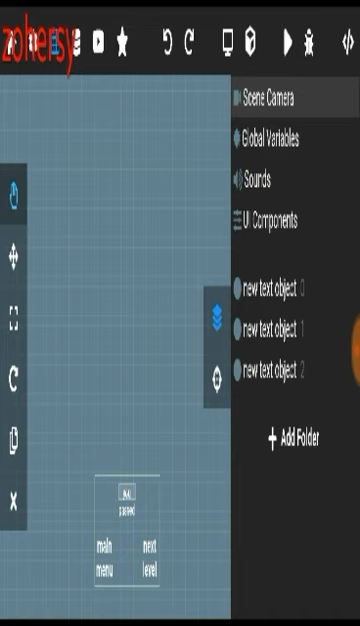 zohersy
Scene Camera
Global Variables
Sounds
UI Components
new text object 0
new text object 1
new text object 2
+ Add Folder
passed
main next
menu level